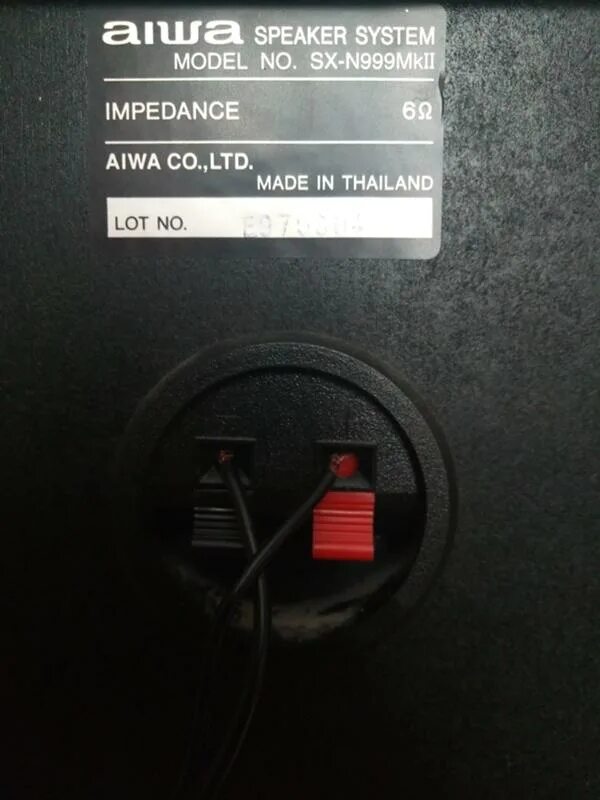 aiwa SPEAKER SYSTEM
MODEL NO. SX-N999MkII
IMPEDANCE 6Ω
AIWA CO.,LTD.
MADE IN THAILAND
LOT NO.